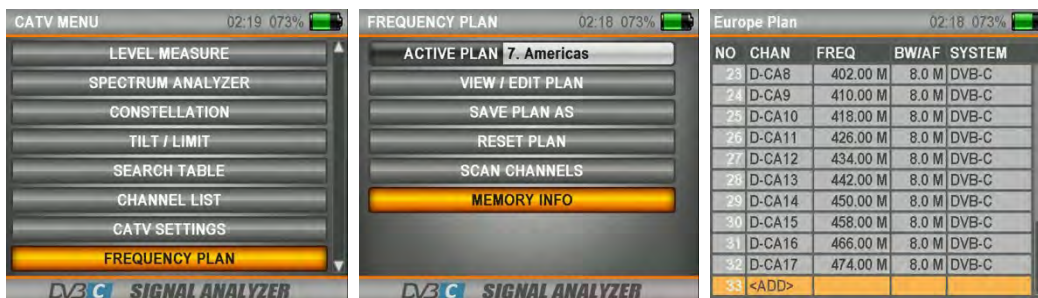 CATV MENU 02:19 073%
LEVEL MEASURE
SPECTRUM ANALYZER
CONSTELLATION
TILT / LIMIT
SEARCH TABLE
CHANNEL LIST
CATV SETTINGS
FREQUENCY PLAN
DVB C SIGNAL ANALYZER
FREQUENCY PLAN 02:18 073%
ACTIVE PLAN 7. Americas
VIEW / EDIT PLAN
SAVE PLAN AS
RESET PLAN
SCAN CHANNELS
MEMORY INFO
DVB C SIGNAL ANALYZER
Europe Plan 02:18 073%
NO CHAN FREQ BW/AF SYSTEM
23 D-CA8 402.00 M 8.0 M DVB-C
24 D-CA9 410.00 M 8.0 M DVB-C
25 D-CA10 418.00 M 8.0 M DVB-C
26 D-CA11 426.00 M 8.0 M DVB-C
27 D-CA12 434.00 M 8.0 M DVB-C
28 D-CA13 442.00 M 8.0 M DVB-C
29 D-CA14 450.00 M 8.0 M DVB-C
30 D-CA15 458.00 M 8.0 M DVB-C
31 D-CA16 466.00 M 8.0 M DVB-C
32 D-CA17 474.00 M 8.0 M DVB-C
33 <ADD>